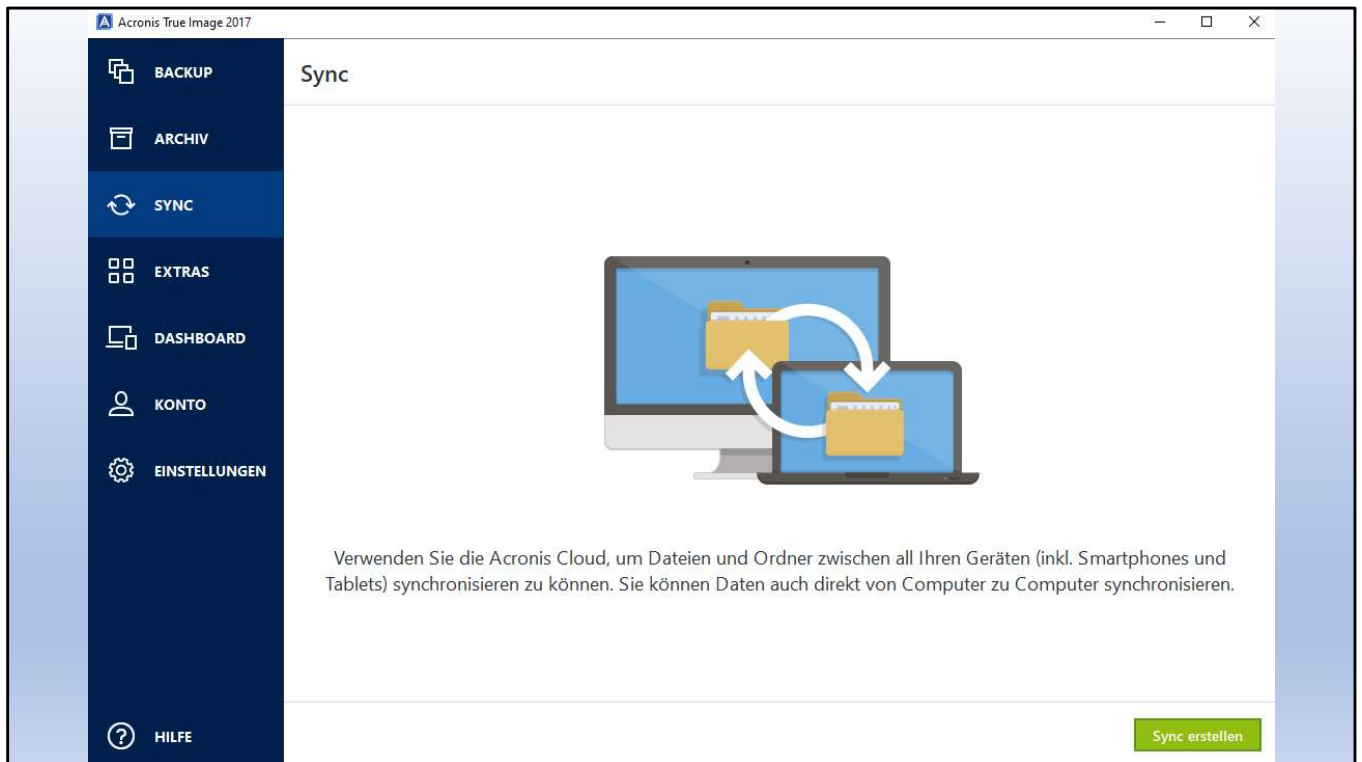 Acronis True Image 2017
BACKUP
ARCHIV
SYNC
EXTRAS
DASHBOARD
KONTO
EINSTELLUNGEN
HILFE
Sync
Verwenden Sie die Acronis Cloud, um Dateien und Ordner zwischen all Ihren Geräten (inkl. Smartphones und
Tablets) synchronisieren zu können. Sie können Daten auch direkt von Computer zu Computer synchronisieren.
Sync erstellen